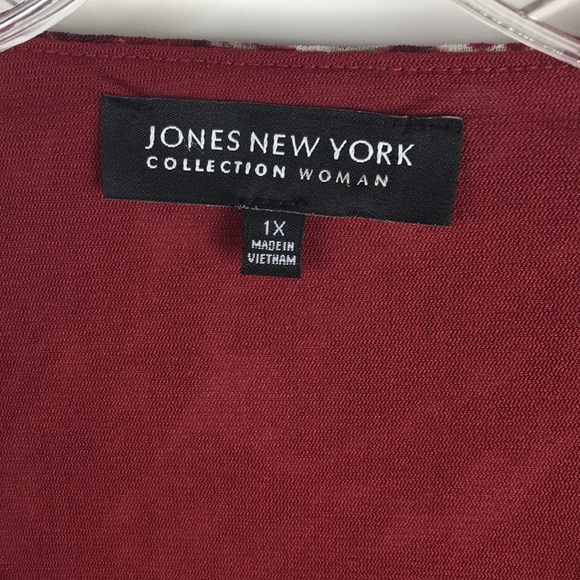 JONES NEW YORK
COLLECTION WOMAN
1X
MADE IN
VIETNAM